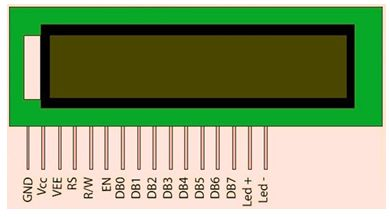 GND
Vcc
VEE
RS
R/W
EN
DB0
DB1
DB2
DB3
DB4
DB5
DB6
DB7
Led +
Led -